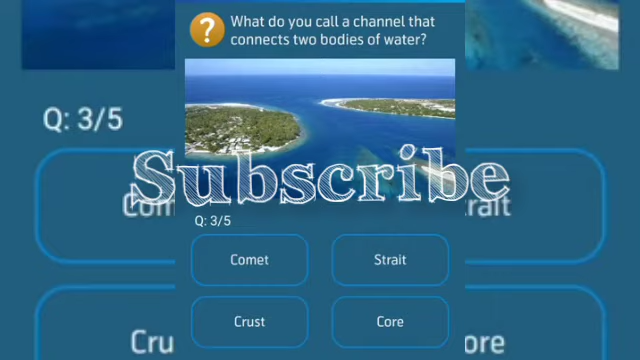 What do you call a channel that
connects two bodies of water?
Q: 3/5
Subscribe
Q: 3/5
Comet
Strait
Crust
Core